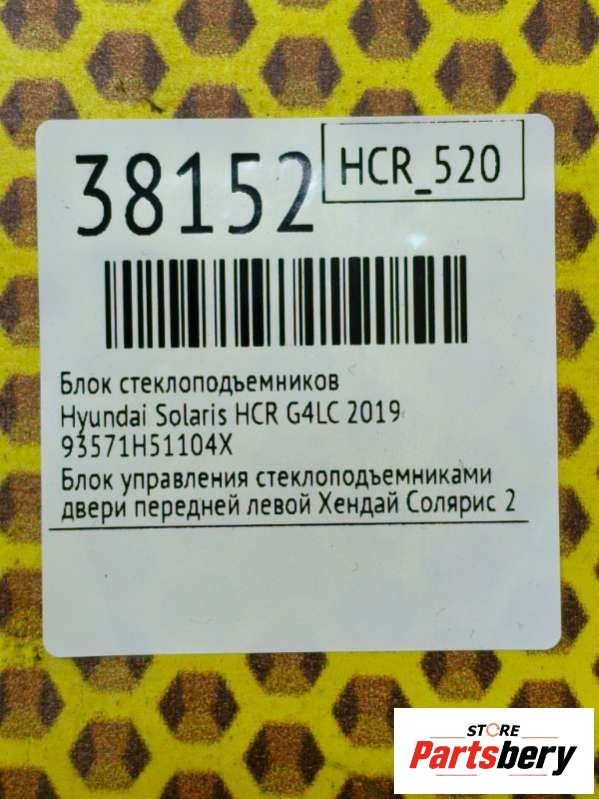 38152
HCR_520
Блок стеклоподъемников
Hyundai Solaris HCR G4LC 2019
93571H51104X
Блок управления стеклоподъемниками
двери передней левой Хендай Солярис 2
STORE
Partsbery